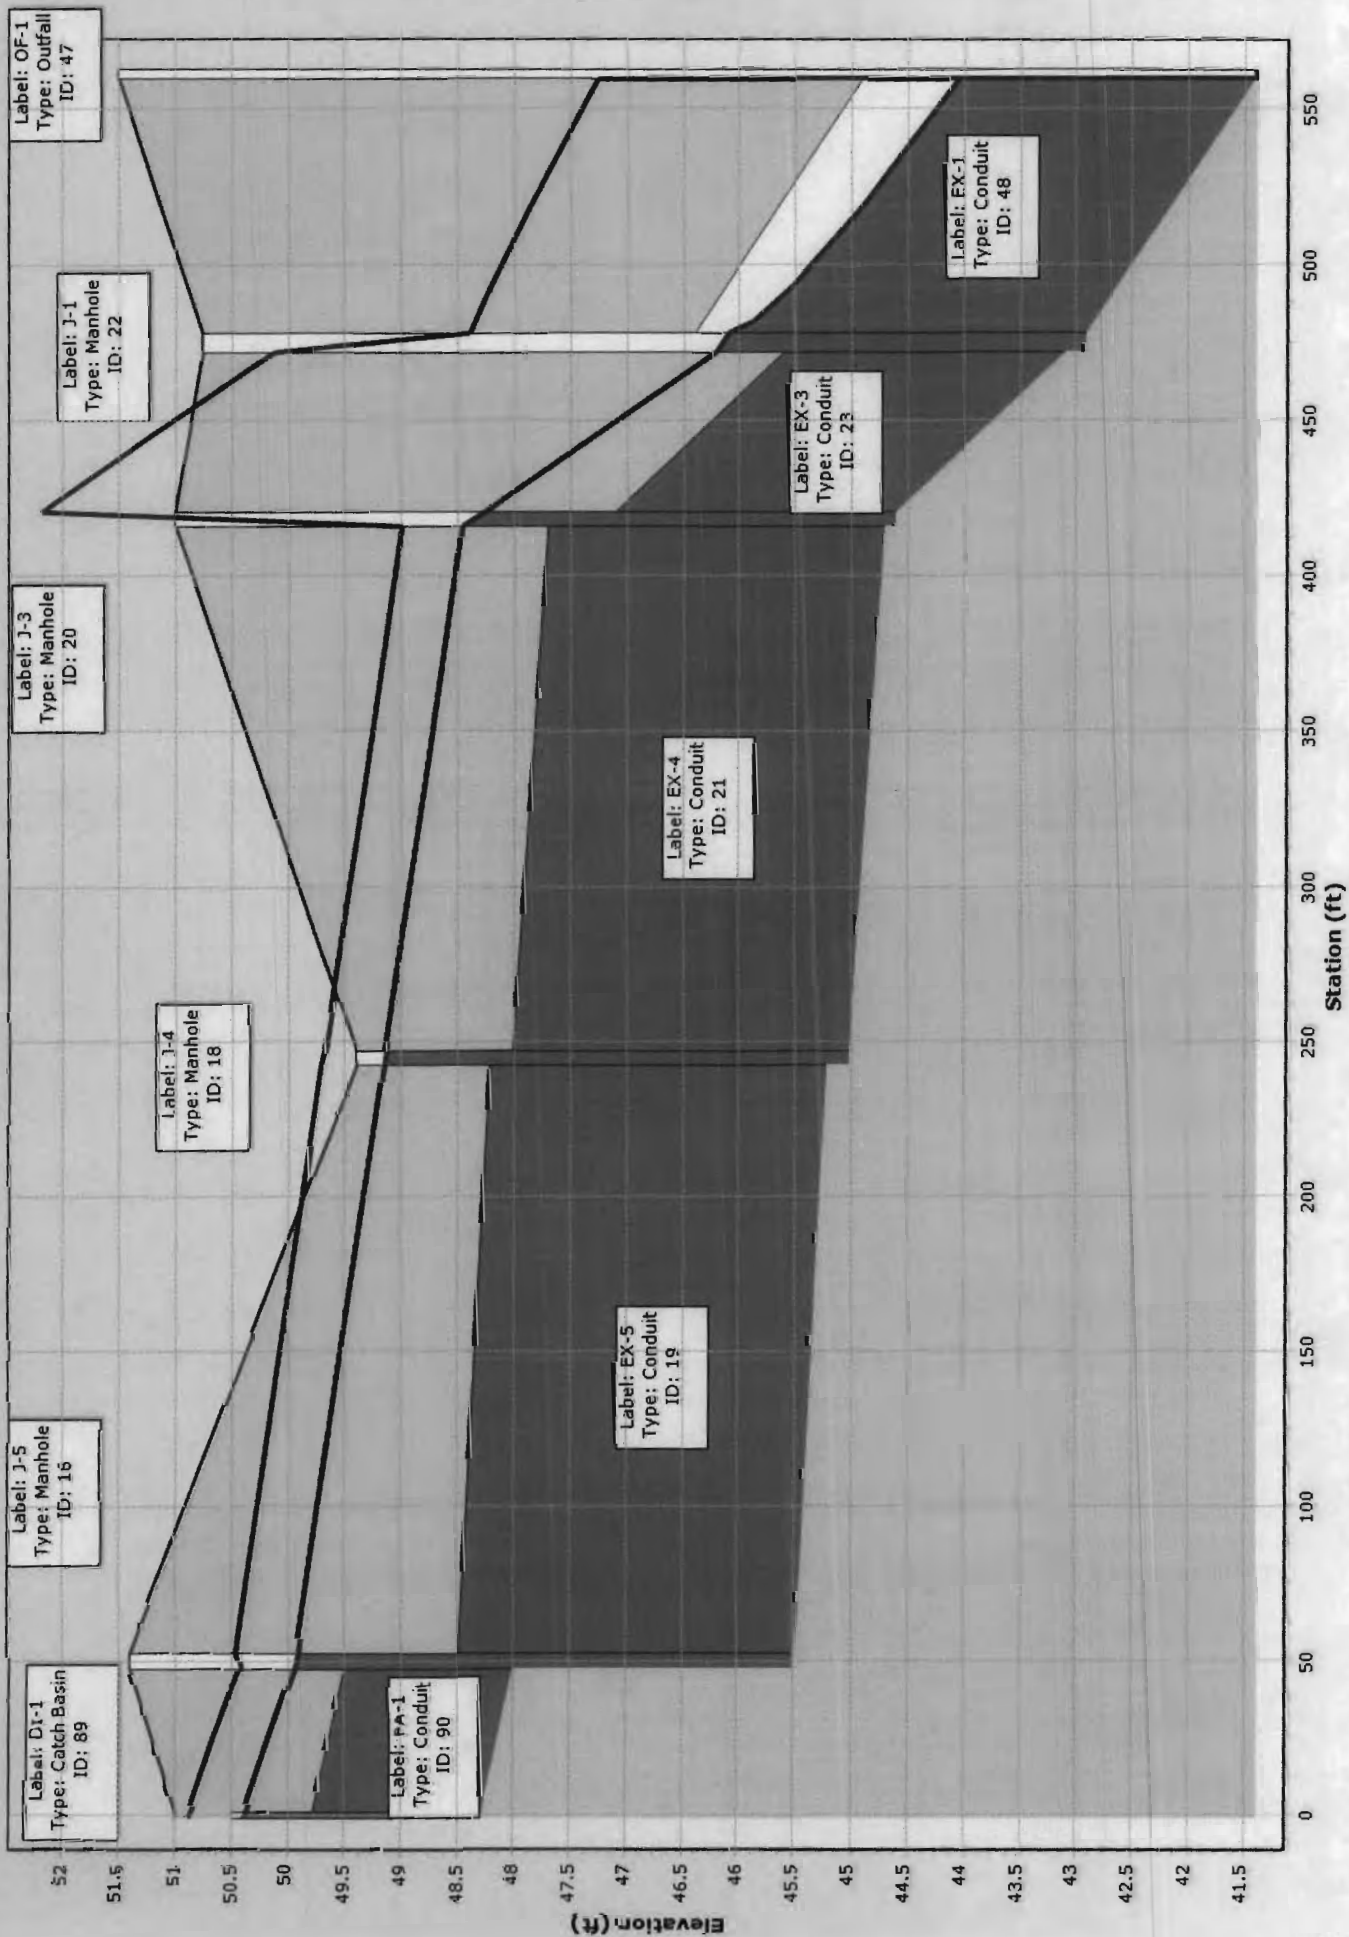 Label: DI-1
Type: Catch Basin
ID: 89
Label: J-5
Type: Manhole
ID: 16
Label: J-4
Type: Manhole
ID: 18
Label: J-3
Type: Manhole
ID: 20
Label: J-1
Type: Manhole
ID: 22
Label: OF-1
Type: Outfall
ID: 47
Label: PA-1
Type: Conduit
ID: 90
Label: EX-5
Type: Conduit
ID: 19
Label: EX-4
Type: Conduit
ID: 21
Label: EX-3
Type: Conduit
ID: 23
Label: EX-1
Type: Conduit
ID: 48
Elevation (ft)
52
51.5
51
50.5
50
49.5
49
48.5
48
47.5
47
46.5
46
45.5
45
44.5
44
43.5
43
42.5
42
41.5
0
50
100
150
200
250
300
350
400
450
500
550
Station (ft)